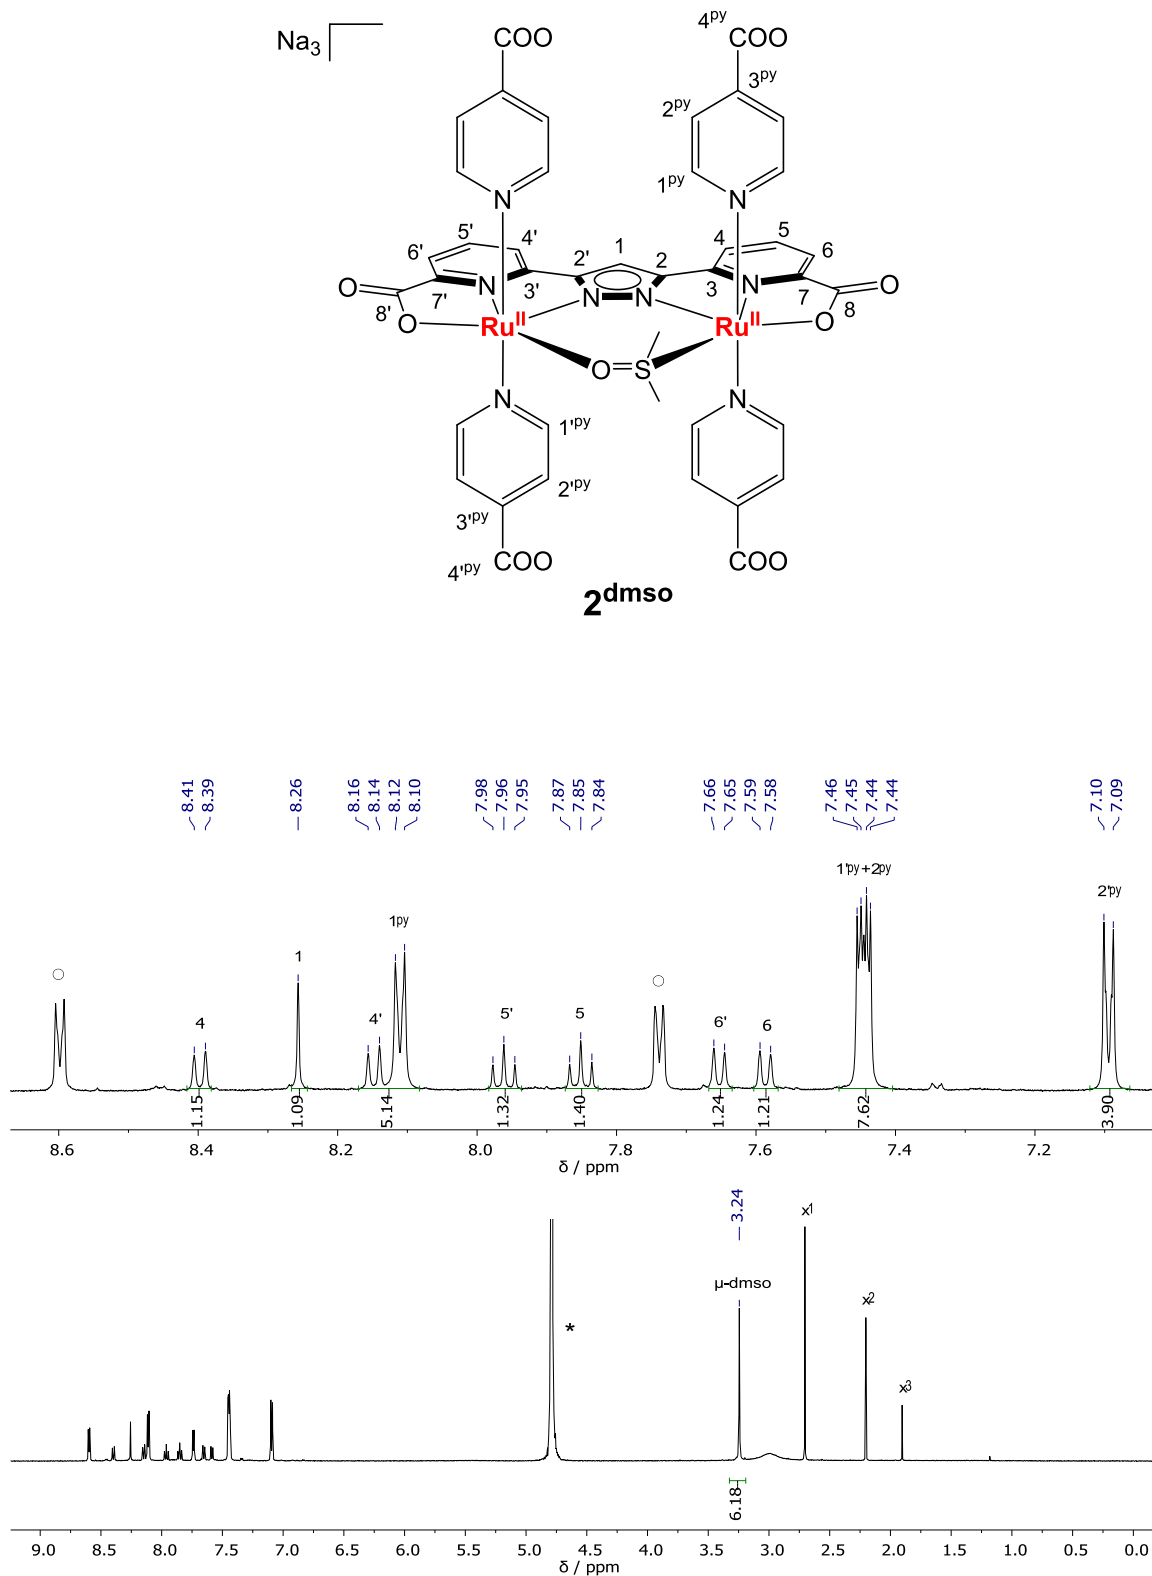 Na3
COO
4py
COO
3py
2py
1py
N
N
6'
5'
4'
1
4
5
6
2'
2
O
8'
O
7'
N
3'
N
N
3
N
7
O
8
O
RuII
RuII
O
S
N
N
1'py
2'py
3'py
4'py
COO
COO
2dmso
8.41
8.39
8.26
8.16
8.14
8.12
8.10
7.98
7.96
7.95
7.87
7.85
7.84
7.66
7.65
7.59
7.58
7.46
7.45
7.44
7.44
7.10
7.09
1'py+2py
2'py
1py
1
4
4'
5'
5
6'
6
1.15
1.09
5.14
1.32
1.40
1.24
1.21
7.62
3.90
8.6
8.4
8.2
8.0
7.8
7.6
7.4
7.2
δ / ppm
3.24
x1
μ-dmso
x2
*
x3
6.18
9.0
8.5
8.0
7.5
7.0
6.5
6.0
5.5
5.0
4.5
4.0
3.5
3.0
2.5
2.0
1.5
1.0
0.5
0.0
δ / ppm